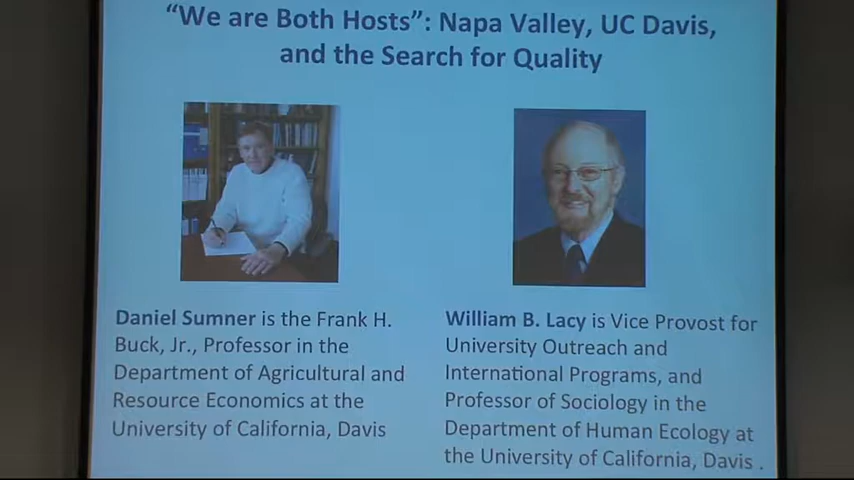 “We are Both Hosts”: Napa Valley, UC Davis,
and the Search for Quality
Daniel Sumner is the Frank H.
Buck, Jr., Professor in the
Department of Agricultural and
Resource Economics at the
University of California, Davis
William B. Lacy is Vice Provost for
University Outreach and
International Programs, and
Professor of Sociology in the
Department of Human Ecology at
the University of California, Davis .